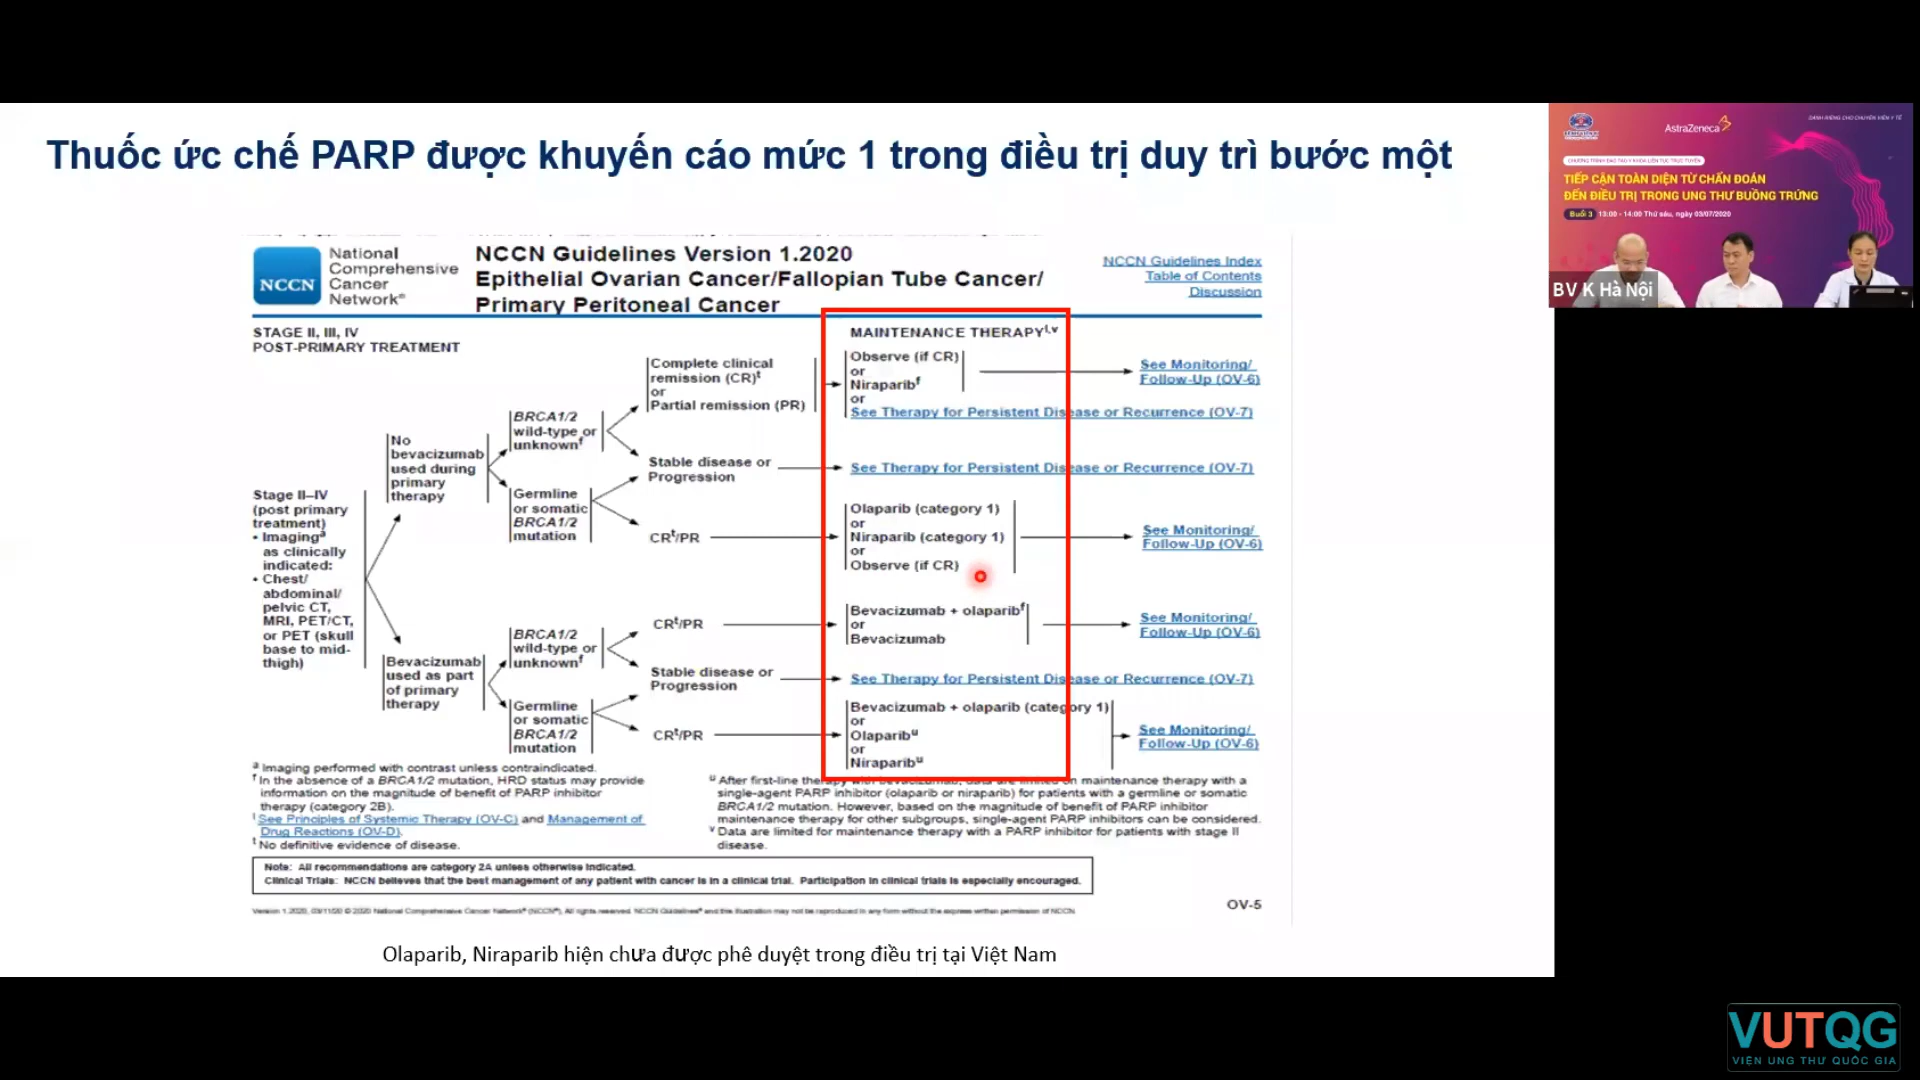 Thuốc ức chế PARP được khuyến cáo mức 1 trong điều trị duy trì bước một
NCCN
National
Comprehensive
Cancer
Network®
NCCN Guidelines Version 1.2020
Epithelial Ovarian Cancer/Fallopian Tube Cancer/
Primary Peritoneal Cancer
NCCN Guidelines Index
Table of Contents
Discussion
STAGE II, III, IV
POST-PRIMARY TREATMENT
MAINTENANCE THERAPYl,v
Stage II–IV
(post primary
treatment)
• Imagingª
as clinically
indicated:
• Chest/
abdominal/
pelvic CT,
MRI, PET/CT,
or PET (skull
base to mid-
thigh)
No
bevacizumab
used during
primary
therapy
BRCA1/2
wild-type or
unknownf
Complete clinical
remission (CR)t
or
Partial remission (PR)
Observe (if CR)
or
Niraparibf
or
See Therapy for Persistent Disease or Recurrence (OV-7)
See Monitoring/
Follow-Up (OV-6)
Stable disease or
Progression
See Therapy for Persistent Disease or Recurrence (OV-7)
Germline
or somatic
BRCA1/2
mutation
CRt/PR
Olaparib (category 1)
or
Niraparib (category 1)
or
Observe (if CR)
See Monitoring/
Follow-Up (OV-6)
Bevacizumab
used as part
of primary
therapy
BRCA1/2
wild-type or
unknownf
CRt/PR
Bevacizumab + olaparibf
or
Bevacizumab
See Monitoring/
Follow-Up (OV-6)
Stable disease or
Progression
See Therapy for Persistent Disease or Recurrence (OV-7)
Germline
or somatic
BRCA1/2
mutation
CRt/PR
Bevacizumab + olaparib (category 1)
or
Olaparibu
or
Niraparibu
See Monitoring/
Follow-Up (OV-6)
a Imaging performed with contrast unless contraindicated.
f In the absence of a BRCA1/2 mutation, HRD status may provide
information on the magnitude of benefit of PARP inhibitor
therapy (category 2B).
l See Principles of Systemic Therapy (OV-C) and Management of
Drug Reactions (OV-D).
t No definitive evidence of disease.
u After first-line therapy with bevacizumab, data are limited on maintenance therapy with a
single-agent PARP inhibitor (olaparib or niraparib) for patients with a germline or somatic
BRCA1/2 mutation. However, based on the magnitude of benefit of PARP inhibitor
maintenance therapy for other subgroups, single-agent PARP inhibitors can be considered.
v Data are limited for maintenance therapy with a PARP inhibitor for patients with stage II
disease.
Note: All recommendations are category 2A unless otherwise indicated.
Clinical Trials: NCCN believes that the best management of any patient with cancer is in a clinical trial. Participation in clinical trials is especially encouraged.
Version 1.2020, 03/11/20 © 2020 National Comprehensive Cancer Network® (NCCN®), All rights reserved. NCCN Guidelines® and this illustration may not be reproduced in any form without the express written permission of NCCN.
OV-5
Olaparib, Niraparib hiện chưa được phê duyệt trong điều trị tại Việt Nam
AstraZeneca
DÀNH RIÊNG CHO CHUYÊN VIÊN Y TẾ
CHƯƠNG TRÌNH ĐÀO TẠO Y KHOA LIÊN TỤC TRỰC TUYẾN
TIẾP CẬN TOÀN DIỆN TỪ CHẨN ĐOÁN
ĐẾN ĐIỀU TRỊ TRONG UNG THƯ BUỒNG TRỨNG
Buổi 3 13:00 - 14:00 Thứ sáu, ngày 03/07/2020
BV K Hà Nội
VUTQG
VIỆN UNG THƯ QUỐC GIA